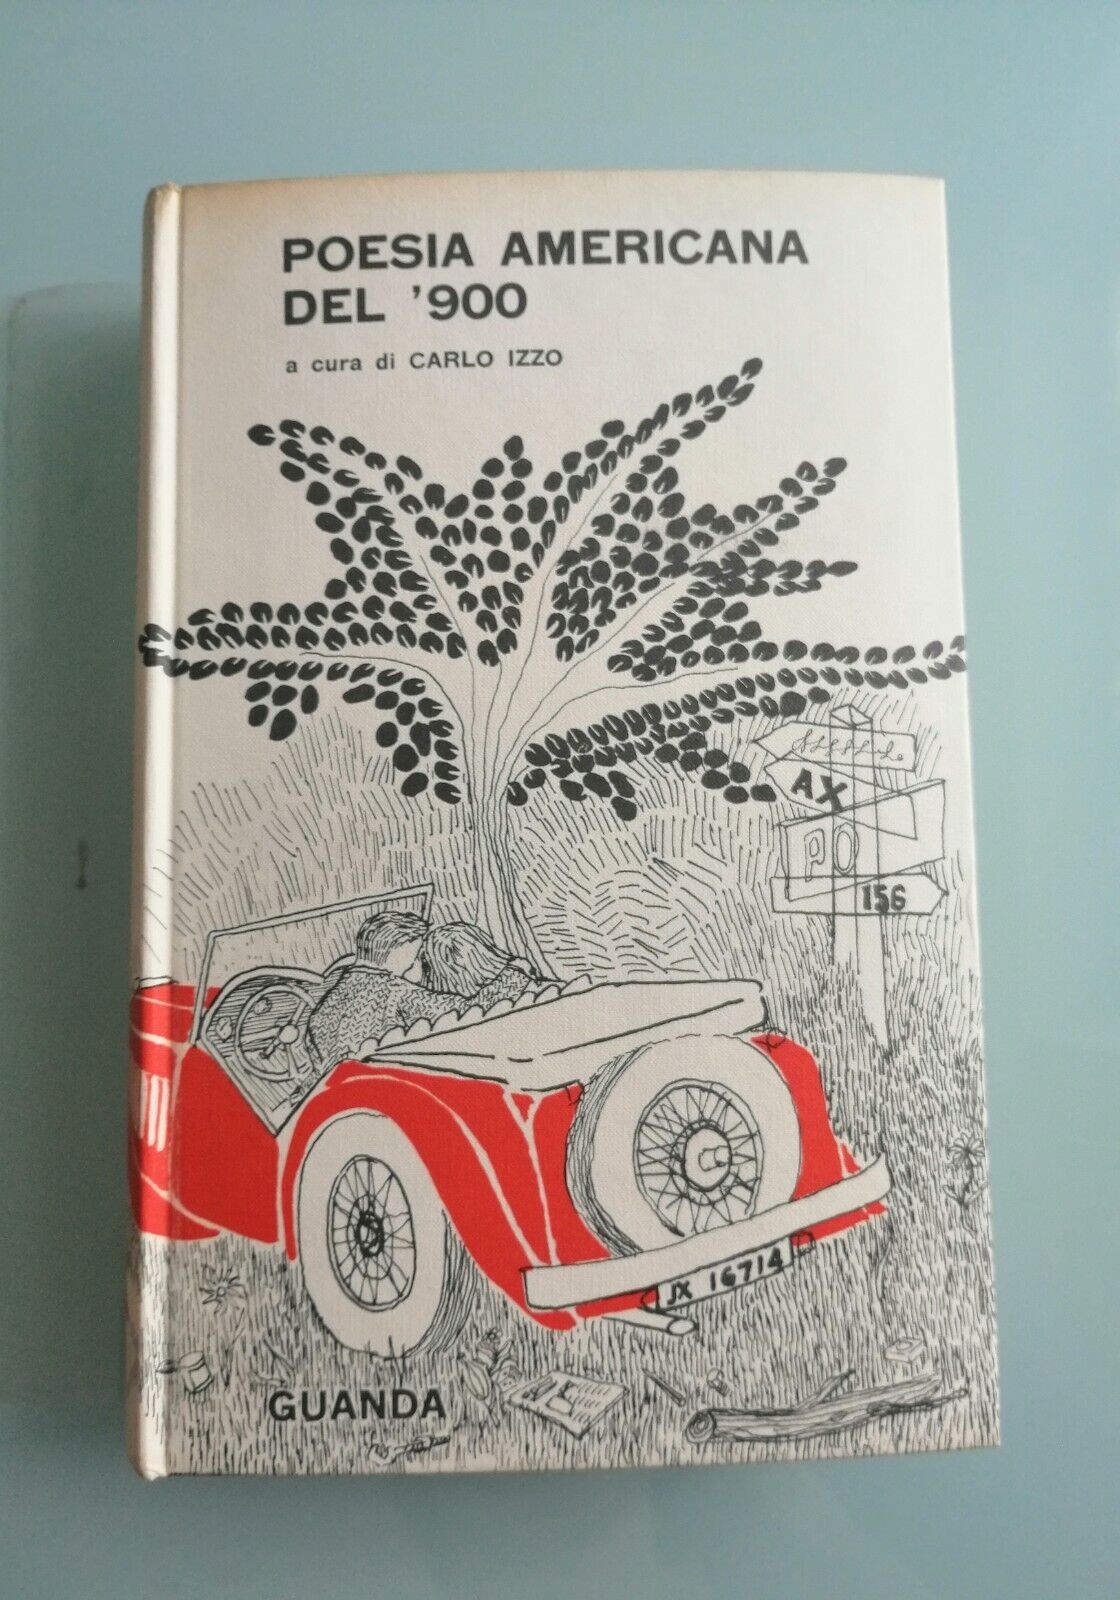 POESIA AMERICANA
DEL '900
a cura di CARLO IZZO
AX
PO
156
JX 16714
GUANDA